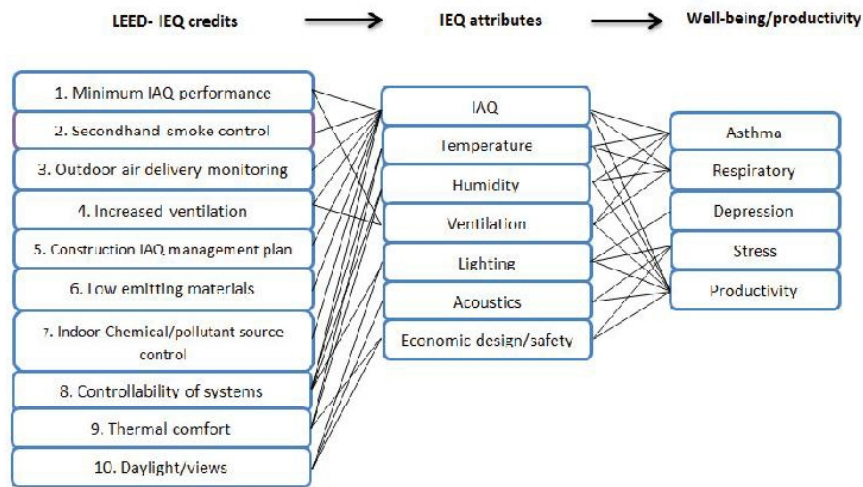 LEED- IEQ credits
IEQ attributes
Well-being/productivity
1. Minimum IAQ performance
2. Secondhand smoke control
3. Outdoor air delivery monitoring
4. Increased ventilation
5. Construction IAQ management plan
6. Low emitting materials
7. Indoor Chemical/pollutant source
control
8. Controllability of systems
9. Thermal comfort
10. Daylight/views
IAQ
Temperature
Humidity
Ventilation
Lighting
Acoustics
Economic design/safety
Asthma
Respiratory
Depression
Stress
Productivity